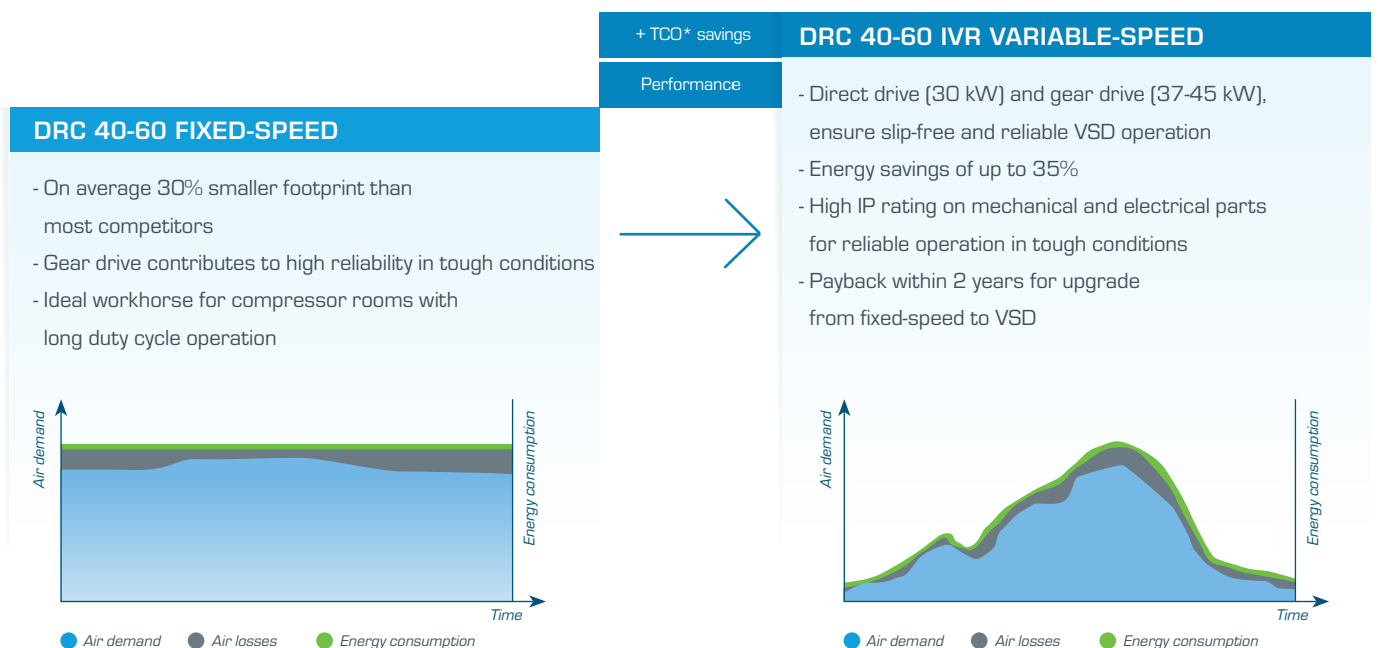 + TCO* savings
Performance
DRC 40-60 FIXED-SPEED
- On average 30% smaller footprint than
most competitors
- Gear drive contributes to high reliability in tough conditions
- Ideal workhorse for compressor rooms with
long duty cycle operation
Air demand
Energy consumption
Time
Air demand
Air losses
Energy consumption
DRC 40-60 IVR VARIABLE-SPEED
- Direct drive (30 kW) and gear drive (37-45 kW),
ensure slip-free and reliable VSD operation
- Energy savings of up to 35%
- High IP rating on mechanical and electrical parts
for reliable operation in tough conditions
- Payback within 2 years for upgrade
from fixed-speed to VSD
Air demand
Energy consumption
Time
Air demand
Air losses
Energy consumption